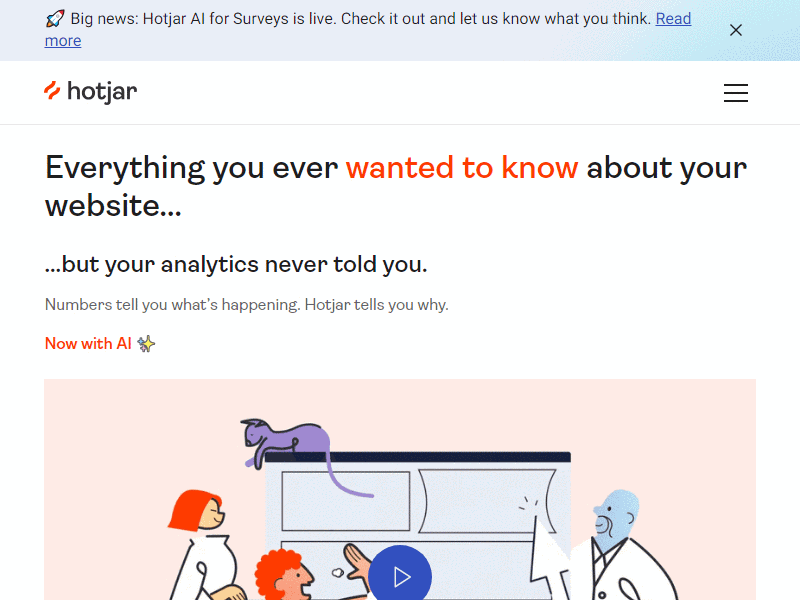 🚀 Big news: Hotjar AI for Surveys is live. Check it out and let us know what you think. Read
more
hotjar
Everything you ever wanted to know about your
website...
...but your analytics never told you.
Numbers tell you what's happening. Hotjar tells you why.
Now with AI ✨